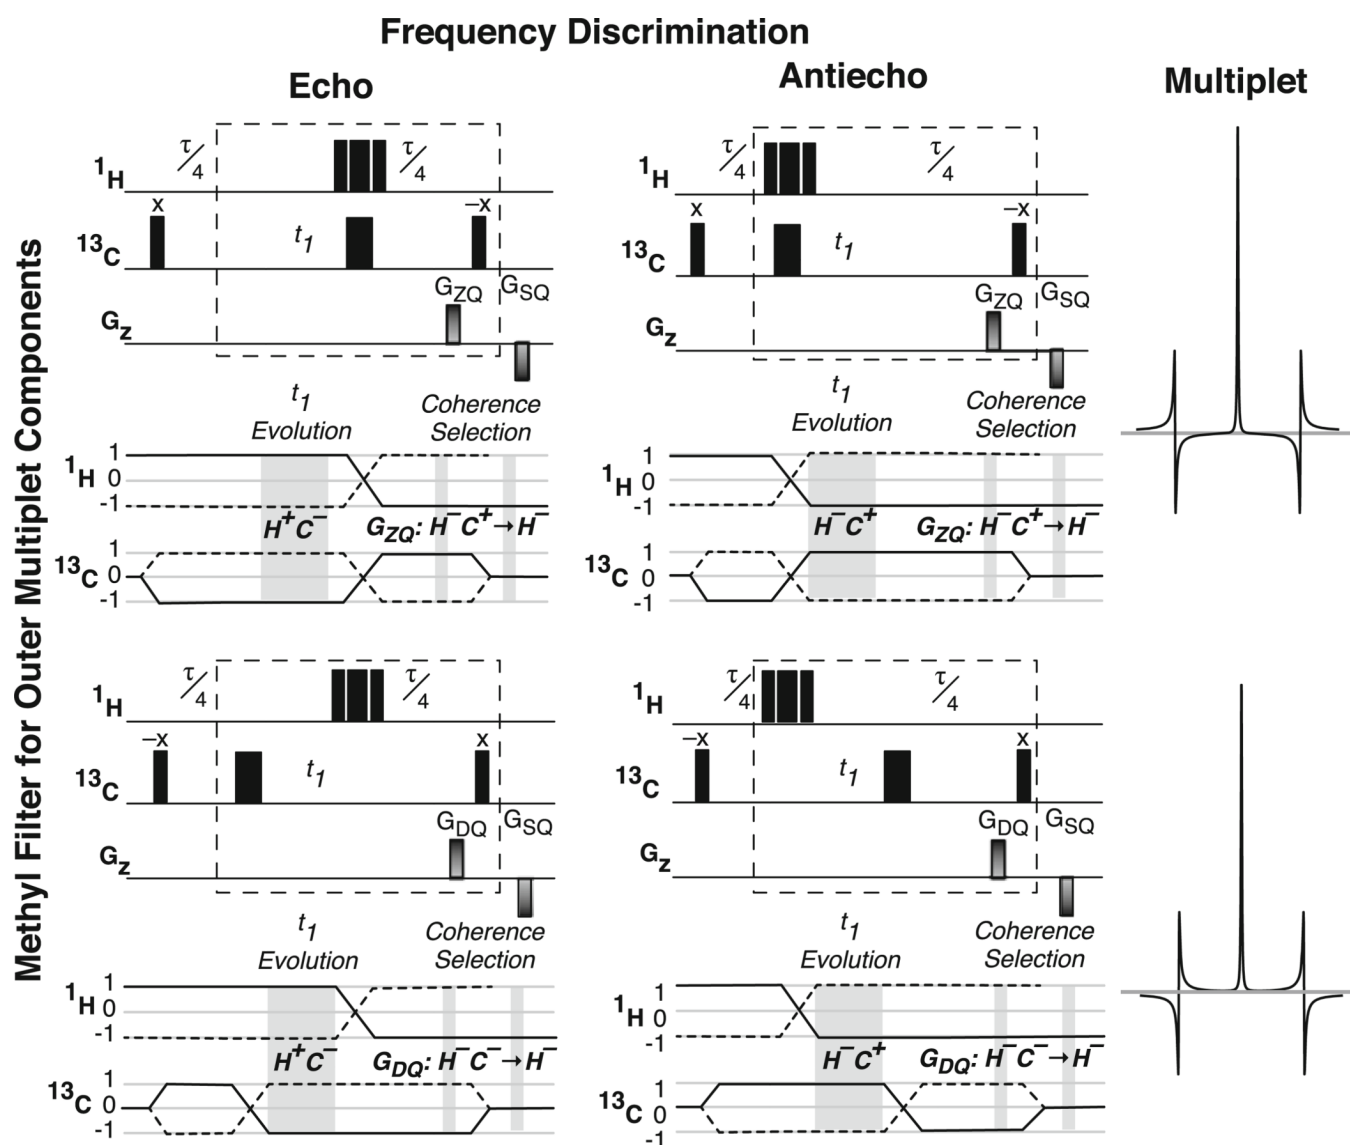 Frequency Discrimination
Echo
Antiecho
Multiplet
Methyl Filter for Outer Multiplet Components
τ/4 τ/4
1H
x −x
13C t1
GZQ GSQ
Gz
t1 Evolution
Coherence Selection
1H 1 0 -1
H+C− GZQ: H−C+→H−
13C 1 0 -1
τ/4 τ/4
1H
x −x
13C t1
GZQ GSQ
Gz
t1 Evolution
Coherence Selection
1H 1 0 -1
H−C+ GZQ: H−C+→H−
13C 1 0 -1
τ/4 τ/4
1H
−x x
13C t1
GDQ GSQ
Gz
t1 Evolution
Coherence Selection
1H 1 0 -1
H+C− GDQ: H−C−→H−
13C 1 0 -1
τ/4 τ/4
1H
−x x
13C t1
GDQ GSQ
Gz
t1 Evolution
Coherence Selection
1H 1 0 -1
H−C+ GDQ: H−C−→H−
13C 1 0 -1